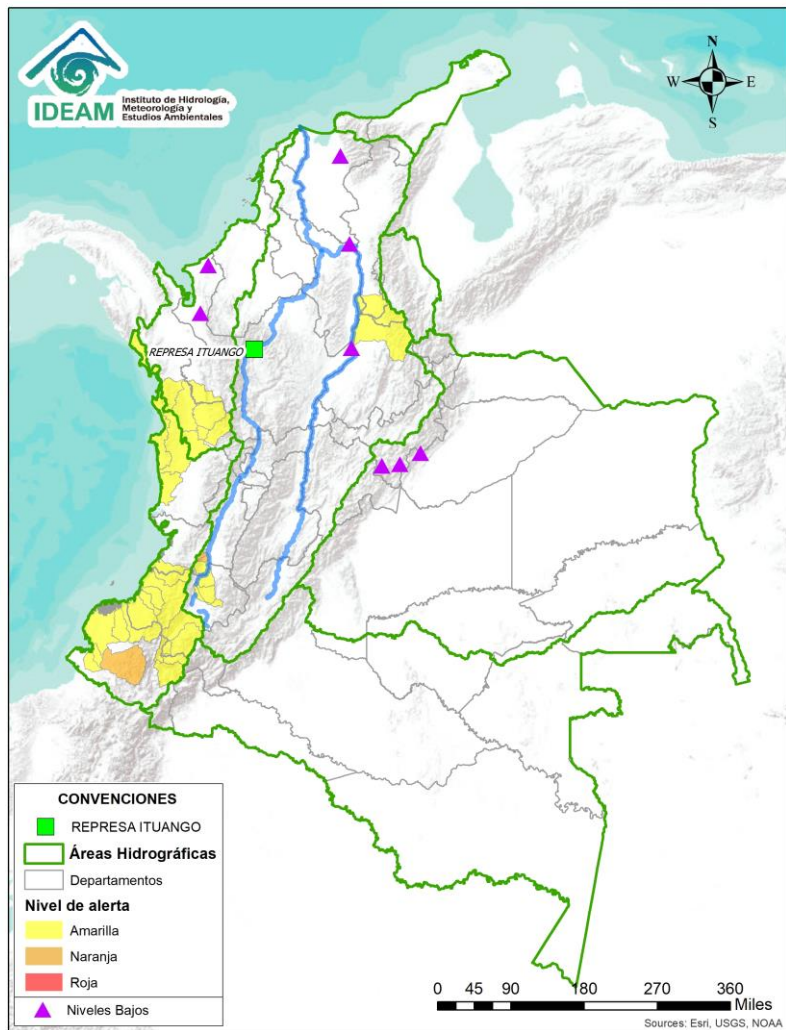 IDEAM
Instituto de Hidrología,
Meteorología y
Estudios Ambientales
N
W
E
S
REPRESA ITUANGO
CONVENCIONES
REPRESA ITUANGO
Áreas Hidrográficas
Departamentos
Nivel de alerta
Amarilla
Naranja
Roja
Niveles Bajos
0 45 90 180 270 360
Miles
Sources: Esri, USGS, NOAA